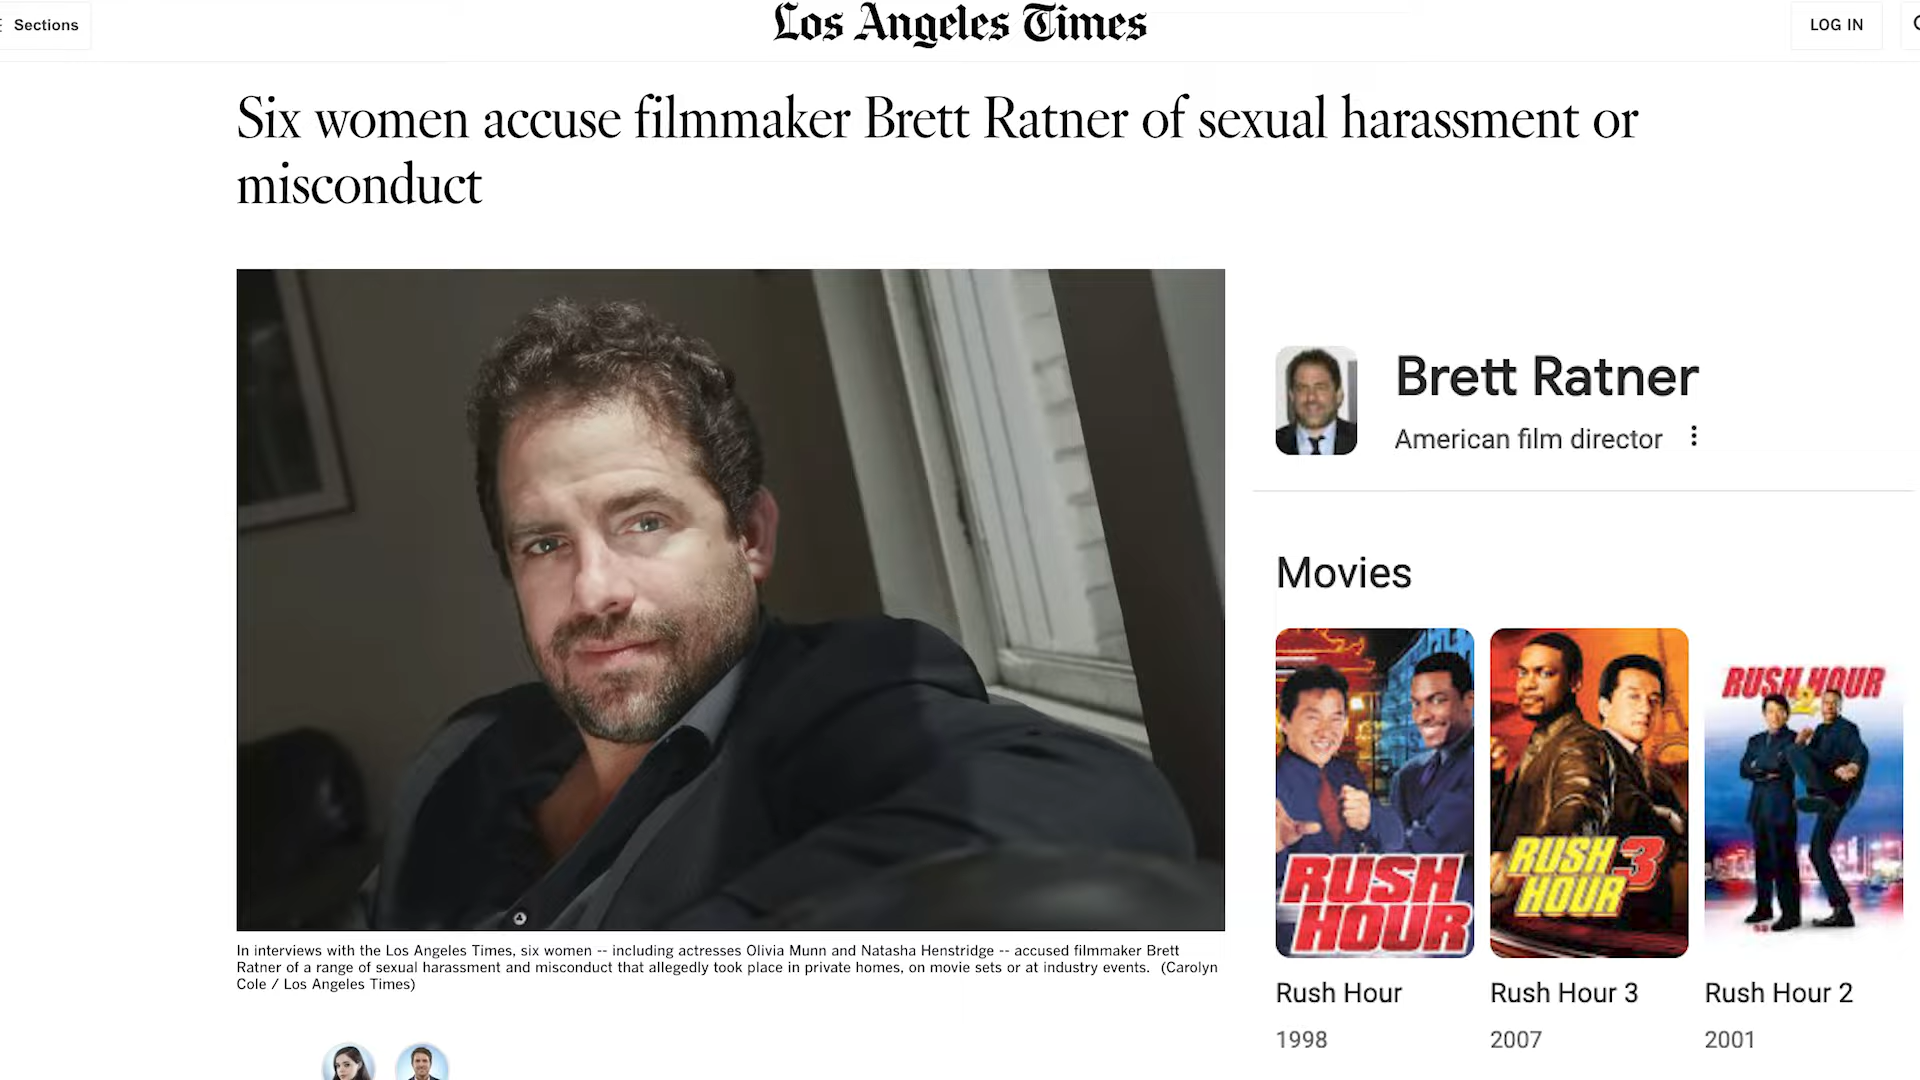 Sections
Los Angeles Times
LOG IN
Six women accuse filmmaker Brett Ratner of sexual harassment or
misconduct
Brett Ratner
American film director
Movies
RUSH
HOUR
RUSH 3
HOUR
RUSH HOUR
2
In interviews with the Los Angeles Times, six women -- including actresses Olivia Munn and Natasha Henstridge -- accused filmmaker Brett
Ratner of a range of sexual harassment and misconduct that allegedly took place in private homes, on movie sets or at industry events. (Carolyn
Cole / Los Angeles Times)
Rush Hour
Rush Hour 3
Rush Hour 2
1998
2007
2001